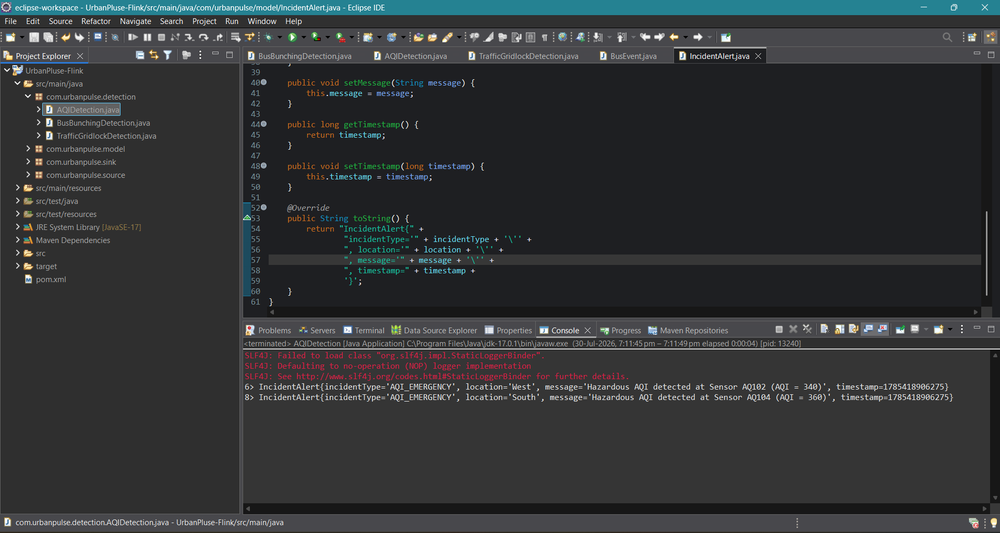 eclipse-workspace - UrbanPluse-Flink/src/main/java/com/urbanpulse/model/IncidentAlert.java - Eclipse IDE
File Edit Source Refactor Navigate Search Project Run Window Help
Project Explorer
UrbanPluse-Flink
src/main/java
com.urbanpulse.detection
AQIDetection.java
BusBunchingDetection.java
TrafficGridlockDetection.java
com.urbanpulse.model
com.urbanpulse.sink
com.urbanpulse.source
src/main/resources
src/test/java
src/test/resources
JRE System Library [JavaSE-17]
Maven Dependencies
src
target
pom.xml
BusBunchingDetection.java AQIDetection.java TrafficGridlockDetection.java BusEvent.java IncidentAlert.java
39
40 public void setMessage(String message) {
41 this.message = message;
42 }
43
44 public long getTimestamp() {
45 return timestamp;
46 }
47
48 public void setTimestamp(long timestamp) {
49 this.timestamp = timestamp;
50 }
51
52 @Override
53 public String toString() {
54 return "IncidentAlert{" +
55 "incidentType='" + incidentType + '\'' +
56 ", location='" + location + '\'' +
57 ", message='" + message + '\'' +
58 ", timestamp=" + timestamp +
59 '}';
60 }
61 }
Problems Servers Terminal Data Source Explorer Properties Console Progress Maven Repositories
<terminated> AQIDetection [Java Application] C:\Program Files\Java\jdk-17.0.1\bin\javaw.exe (30-Jul-2026, 7:11:45 pm – 7:11:49 pm elapsed 0:00:04) [pid: 13240]
SLF4J: Failed to load class "org.slf4j.impl.StaticLoggerBinder".
SLF4J: Defaulting to no-operation (NOP) logger implementation
SLF4J: See http://www.slf4j.org/codes.html#StaticLoggerBinder for further details.
6> IncidentAlert{incidentType='AQI_EMERGENCY', location='West', message='Hazardous AQI detected at Sensor AQ102 (AQI = 340)', timestamp=1785418906275}
8> IncidentAlert{incidentType='AQI_EMERGENCY', location='South', message='Hazardous AQI detected at Sensor AQ104 (AQI = 360)', timestamp=1785418906275}
com.urbanpulse.detection.AQIDetection.java - UrbanPluse-Flink/src/main/java